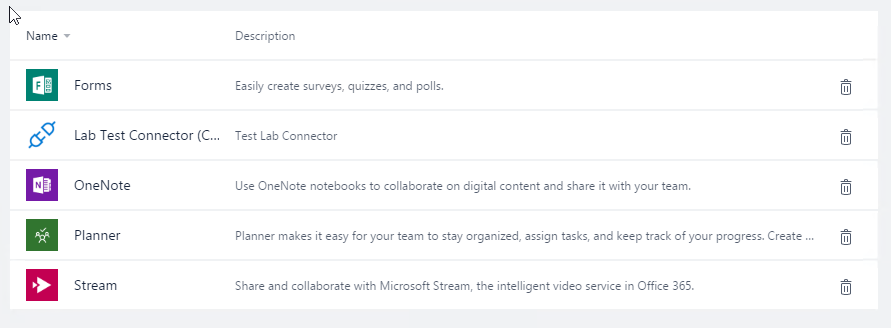 Name Description
Forms Easily create surveys, quizzes, and polls.
Lab Test Connector (C... Test Lab Connector
OneNote Use OneNote notebooks to collaborate on digital content and share it with your team.
Planner Planner makes it easy for your team to stay organized, assign tasks, and keep track of your progress. Create ...
Stream Share and collaborate with Microsoft Stream, the intelligent video service in Office 365.